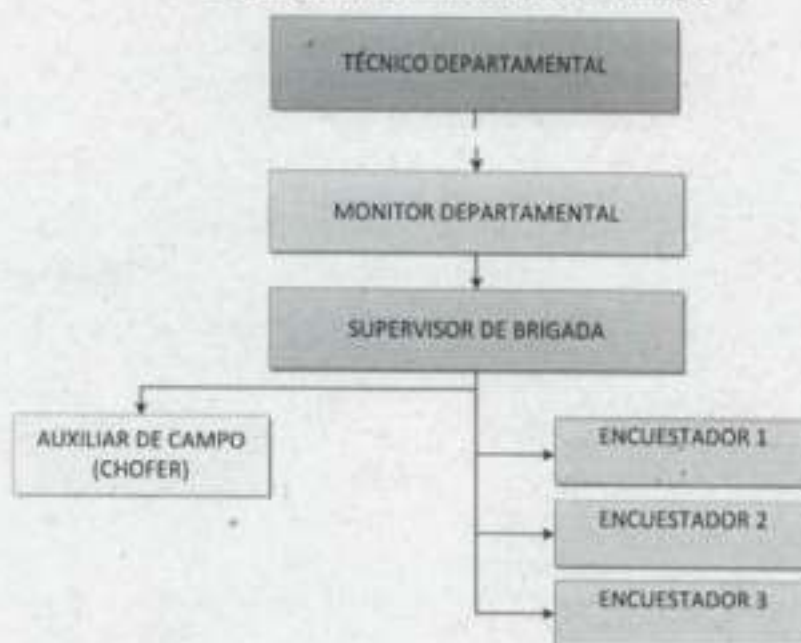 TÉCNICO DEPARTAMENTAL
MONITOR DEPARTAMENTAL
SUPERVISOR DE BRIGADA
AUXILIAR DE CAMPO
(CHOFER)
ENCUESTADOR 1
ENCUESTADOR 2
ENCUESTADOR 3